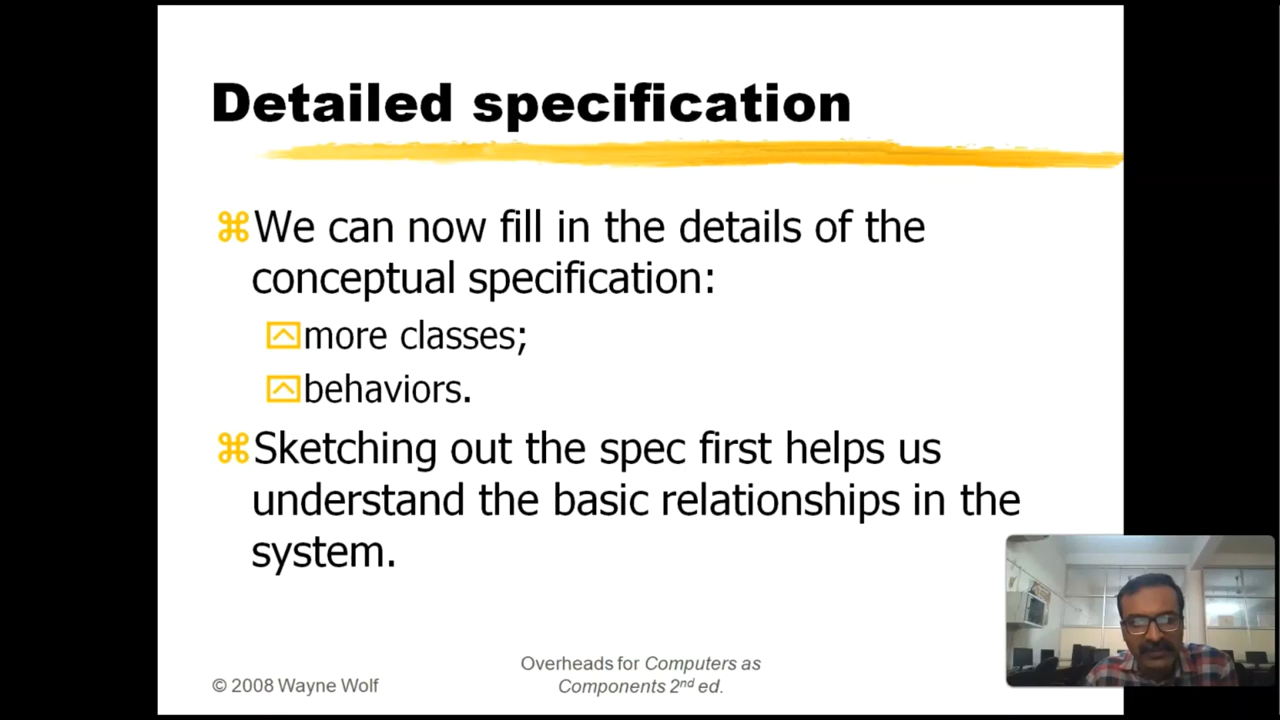 Detailed specification
We can now fill in the details of the
conceptual specification:
more classes;
behaviors.
Sketching out the spec first helps us
understand the basic relationships in the
system.
Overheads for Computers as
Components 2nd ed.
© 2008 Wayne Wolf